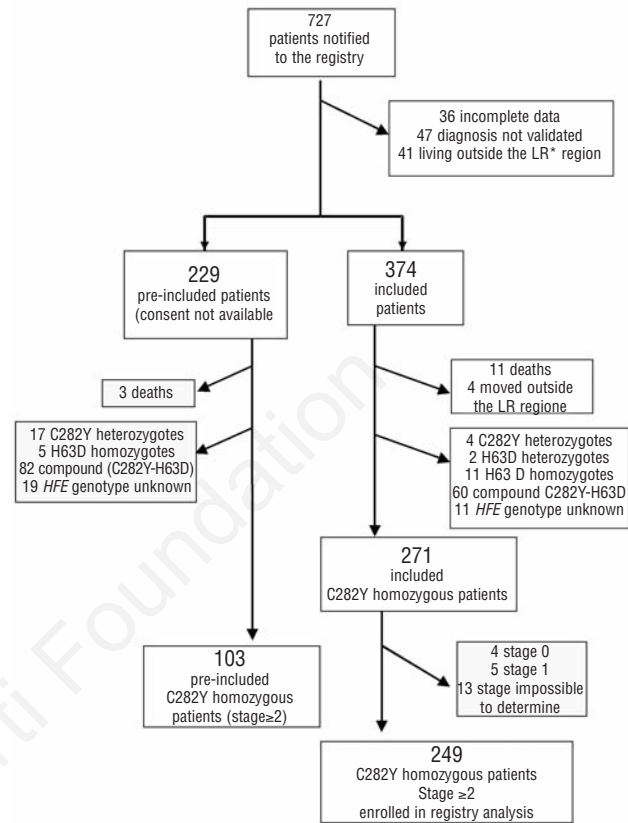 727
patients notified
to the registry
36 incomplete data
47 diagnosis not validated
41 living outside the LR* region
229
pre-included patients
(consent not available
374
included
patients
3 deaths
11 deaths
4 moved outside
the LR regione
17 C282Y heterozygotes
5 H63D homozygotes
82 compound (C282Y-H63D)
19 HFE genotype unknown
4 C282Y heterozygotes
2 H63D heterozygotes
11 H63 D homozygotes
60 compound C282Y-H63D
11 HFE genotype unknown
271
included
C282Y homozygous patients
103
pre-included
C282Y homozygous
patients (stage≥2)
4 stage 0
5 stage 1
13 stage impossible
to determine
249
C282Y homozygous patients
Stage ≥2
enrolled in registry analysis
rti Foundation